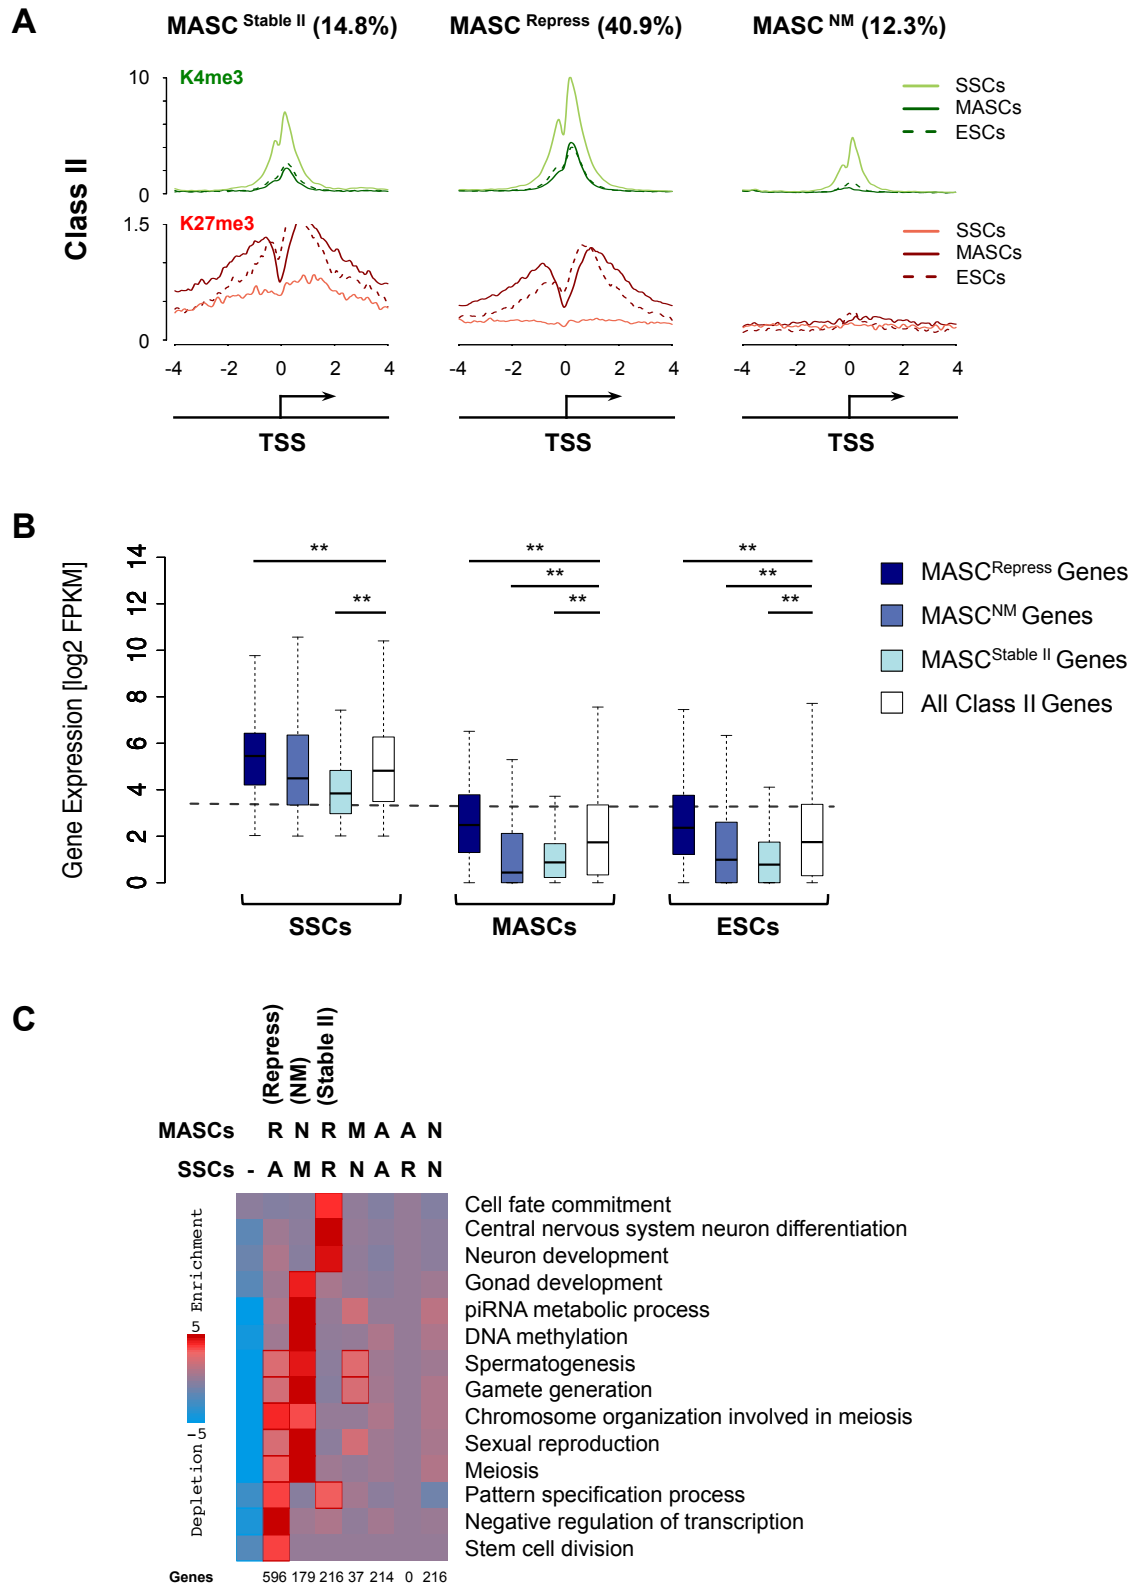 A
MASC Stable II (14.8%) MASC Repress (40.9%) MASC NM (12.3%)
Class II
10
0
K4me3
SSCs
MASCs
ESCs
1.5
0
K27me3
SSCs
MASCs
ESCs
-4 -2 0 2 4 -4 -2 0 2 4 -4 -2 0 2 4
TSS TSS TSS
B
Gene Expression [log2 FPKM]
0 2 4 6 8 10 12 14
** ** **
** **
** ** **
MASC Repress Genes
MASC NM Genes
MASC Stable II Genes
All Class II Genes
SSCs MASCs ESCs
C
(Repress) (NM) (Stable II)
MASCs R N R M A A N
SSCs - A M R N A R N
Enrichment
5
-5
Depletion
Cell fate commitment
Central nervous system neuron differentiation
Neuron development
Gonad development
piRNA metabolic process
DNA methylation
Spermatogenesis
Gamete generation
Chromosome organization involved in meiosis
Sexual reproduction
Meiosis
Pattern specification process
Negative regulation of transcription
Stem cell division
Genes 596 179 216 37 214 0 216